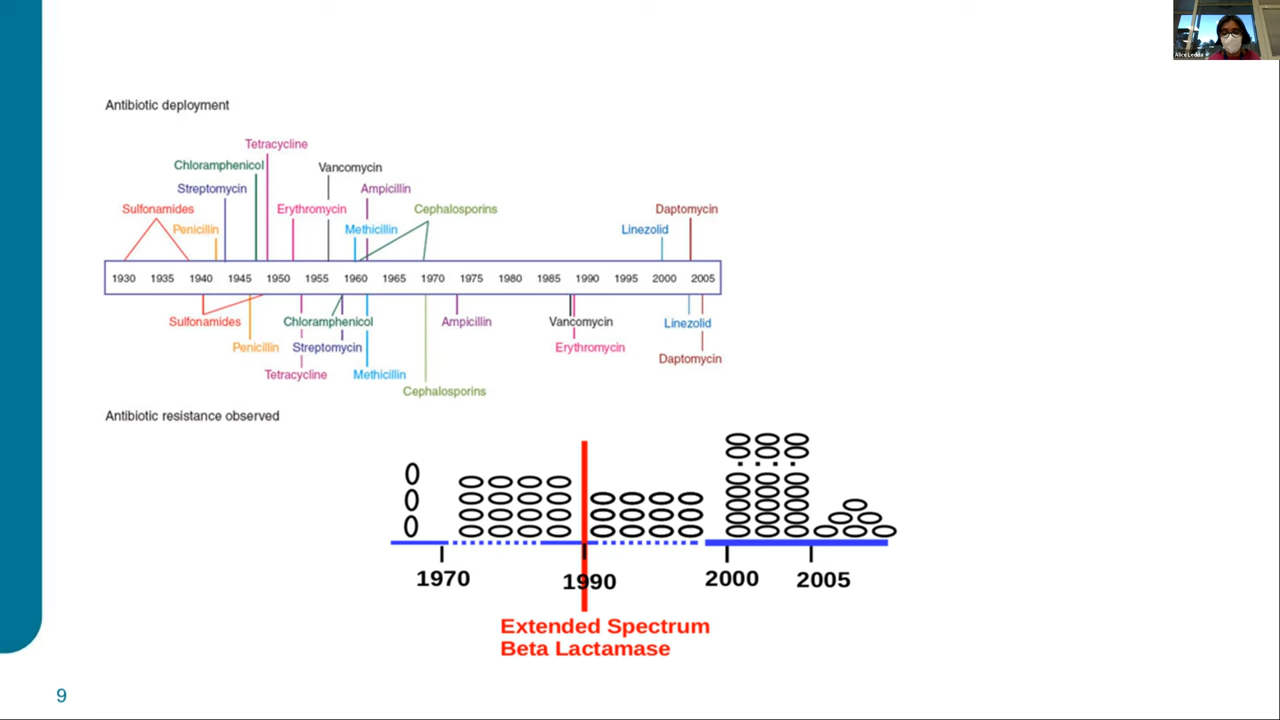 Alice Ledda
Antibiotic deployment
Tetracycline
Chloramphenicol
Vancomycin
Streptomycin
Ampicillin
Sulfonamides
Erythromycin
Cephalosporins
Daptomycin
Penicillin
Methicillin
Linezolid
1930 1935 1940 1945 1950 1955 1960 1965 1970 1975 1980 1985 1990 1995 2000 2005
Sulfonamides
Chloramphenicol
Ampicillin
Vancomycin
Linezolid
Penicillin
Streptomycin
Erythromycin
Daptomycin
Tetracycline
Methicillin
Cephalosporins
Antibiotic resistance observed
1970
1990
2000
2005
Extended Spectrum
Beta Lactamase
9